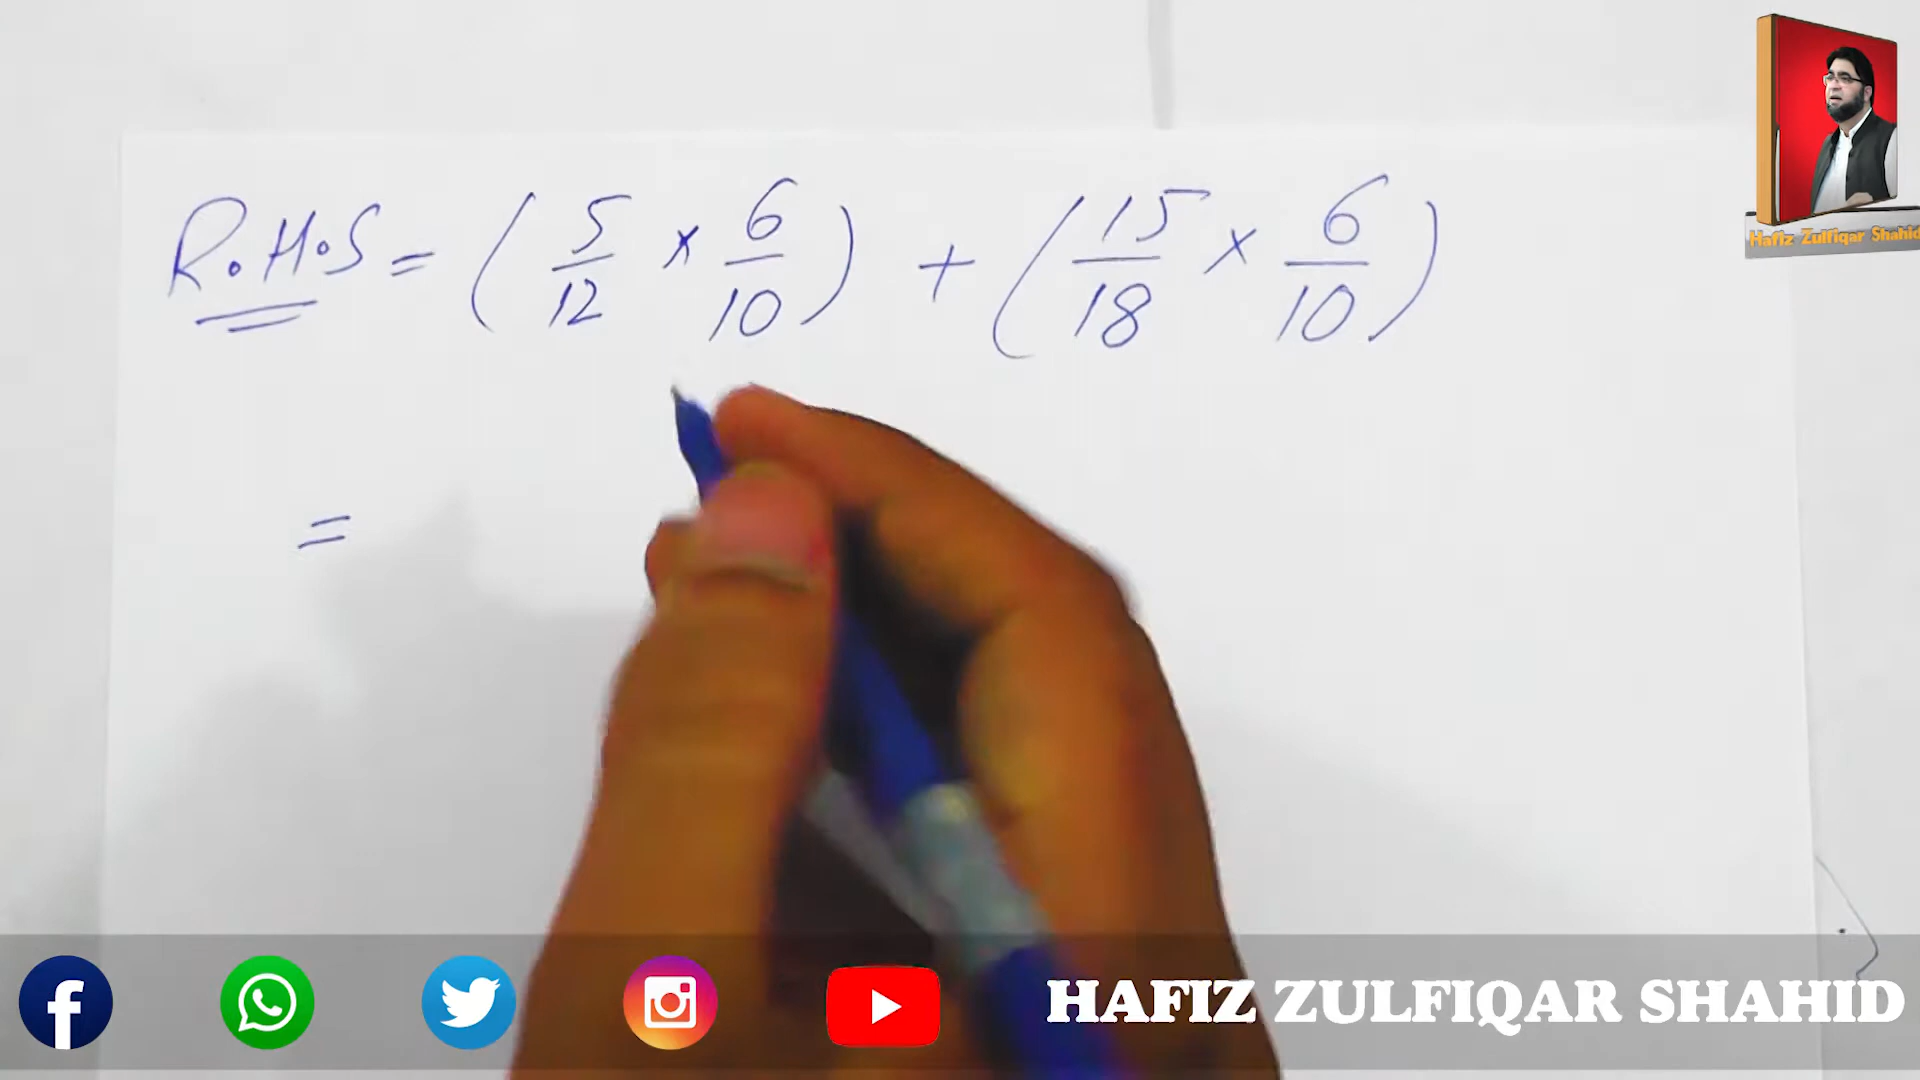 R.H.S = ( 5/12 × 6/10 ) + ( 15/18 × 6/10 )
=
Hafiz Zulfiqar Shahid
HAFIZ ZULFIQAR SHAHID